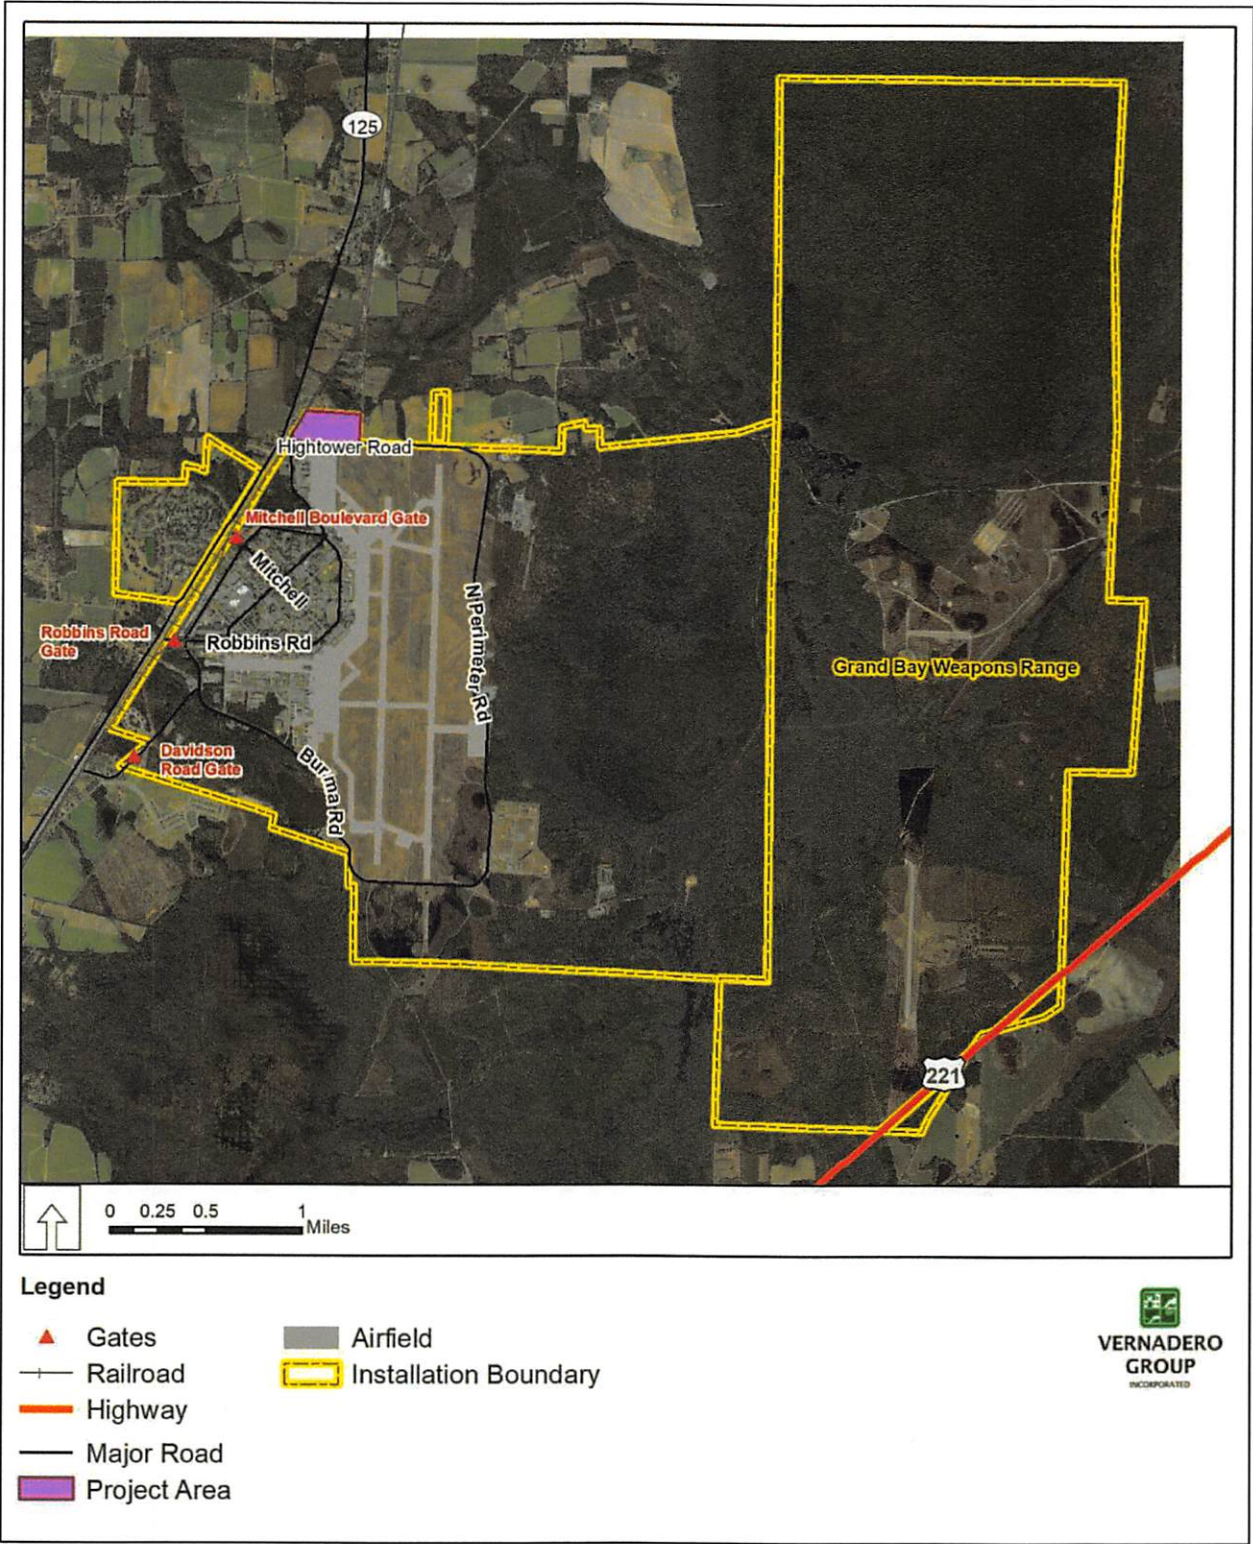 125
Hightower Road
Mitchell Boulevard Gate
Mitchell
Robbins Road
Gate
Robbins Rd
N Perimeter Rd
Grand Bay Weapons Range
Davidson
Road Gate
Burma Rd
221
0 0.25 0.5 1
Miles
Legend
Gates
Railroad
Highway
Major Road
Project Area
Airfield
Installation Boundary
VERNADERO
GROUP
INCORPORATED